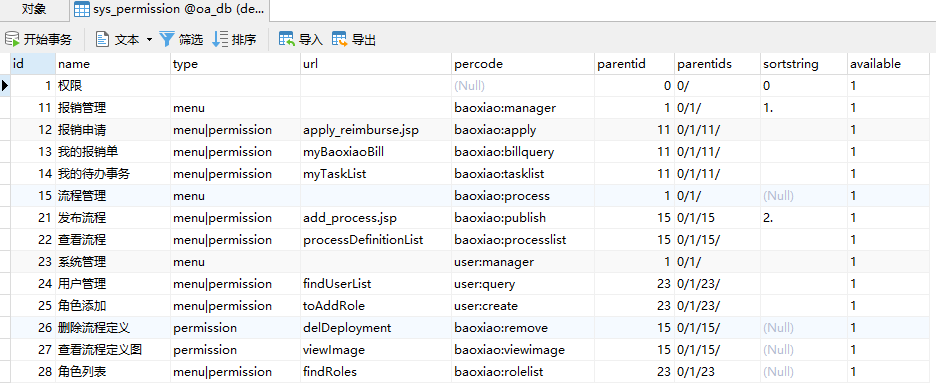 对象 sys_permission @oa_db (de...
开始事务 文本 筛选 排序 导入 导出
id name type url percode parentid parentids sortstring available
1 权限 (Null) 0 0/ 0 1
11 报销管理 menu baoxiao:manager 1 0/1/ 1. 1
12 报销申请 menu|permission apply_reimburse.jsp baoxiao:apply 11 0/1/11/ 1
13 我的报销单 menu|permission myBaoxiaoBill baoxiao:billquery 11 0/1/11/ 1
14 我的待办事务 menu|permission myTaskList baoxiao:tasklist 11 0/1/11/ 1
15 流程管理 menu baoxiao:process 1 0/1/ (Null) 1
21 发布流程 menu|permission add_process.jsp baoxiao:publish 15 0/1/15 2. 1
22 查看流程 menu|permission processDefinitionList baoxiao:processlist 15 0/1/15/ 1
23 系统管理 menu user:manager 1 0/1/ 1
24 用户管理 menu|permission findUserList user:query 23 0/1/23/ 1
25 角色添加 menu|permission toAddRole user:create 23 0/1/23/ 1
26 删除流程定义 permission delDeployment baoxiao:remove 15 0/1/15/ (Null) 1
27 查看流程定义图 permission viewImage baoxiao:viewimage 15 0/1/15/ (Null) 1
28 角色列表 menu|permission findRoles baoxiao:rolelist 23 0/1/23 (Null) 1